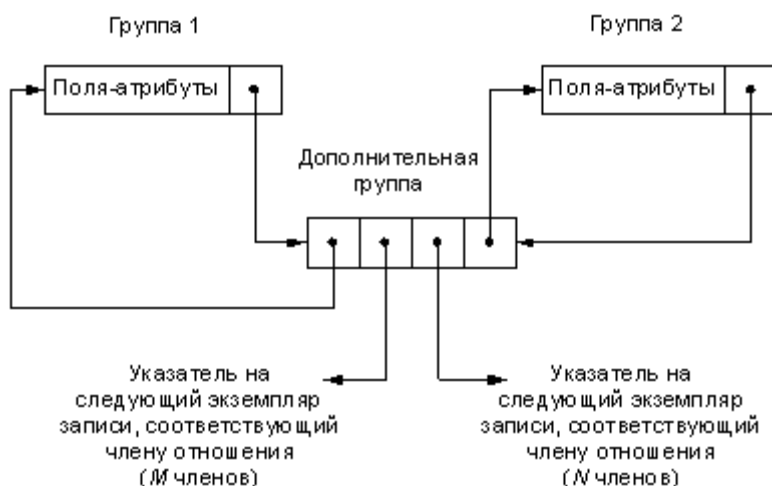 Группа 1
Группа 2
Поля-атрибуты
Поля-атрибуты
Дополнительная
группа
Указатель на
следующий экземпляр
записи, соответствующий
члену отношения
(M членов)
Указатель на
следующий экземпляр
записи, соответствующий
члену отношения
(N членов)